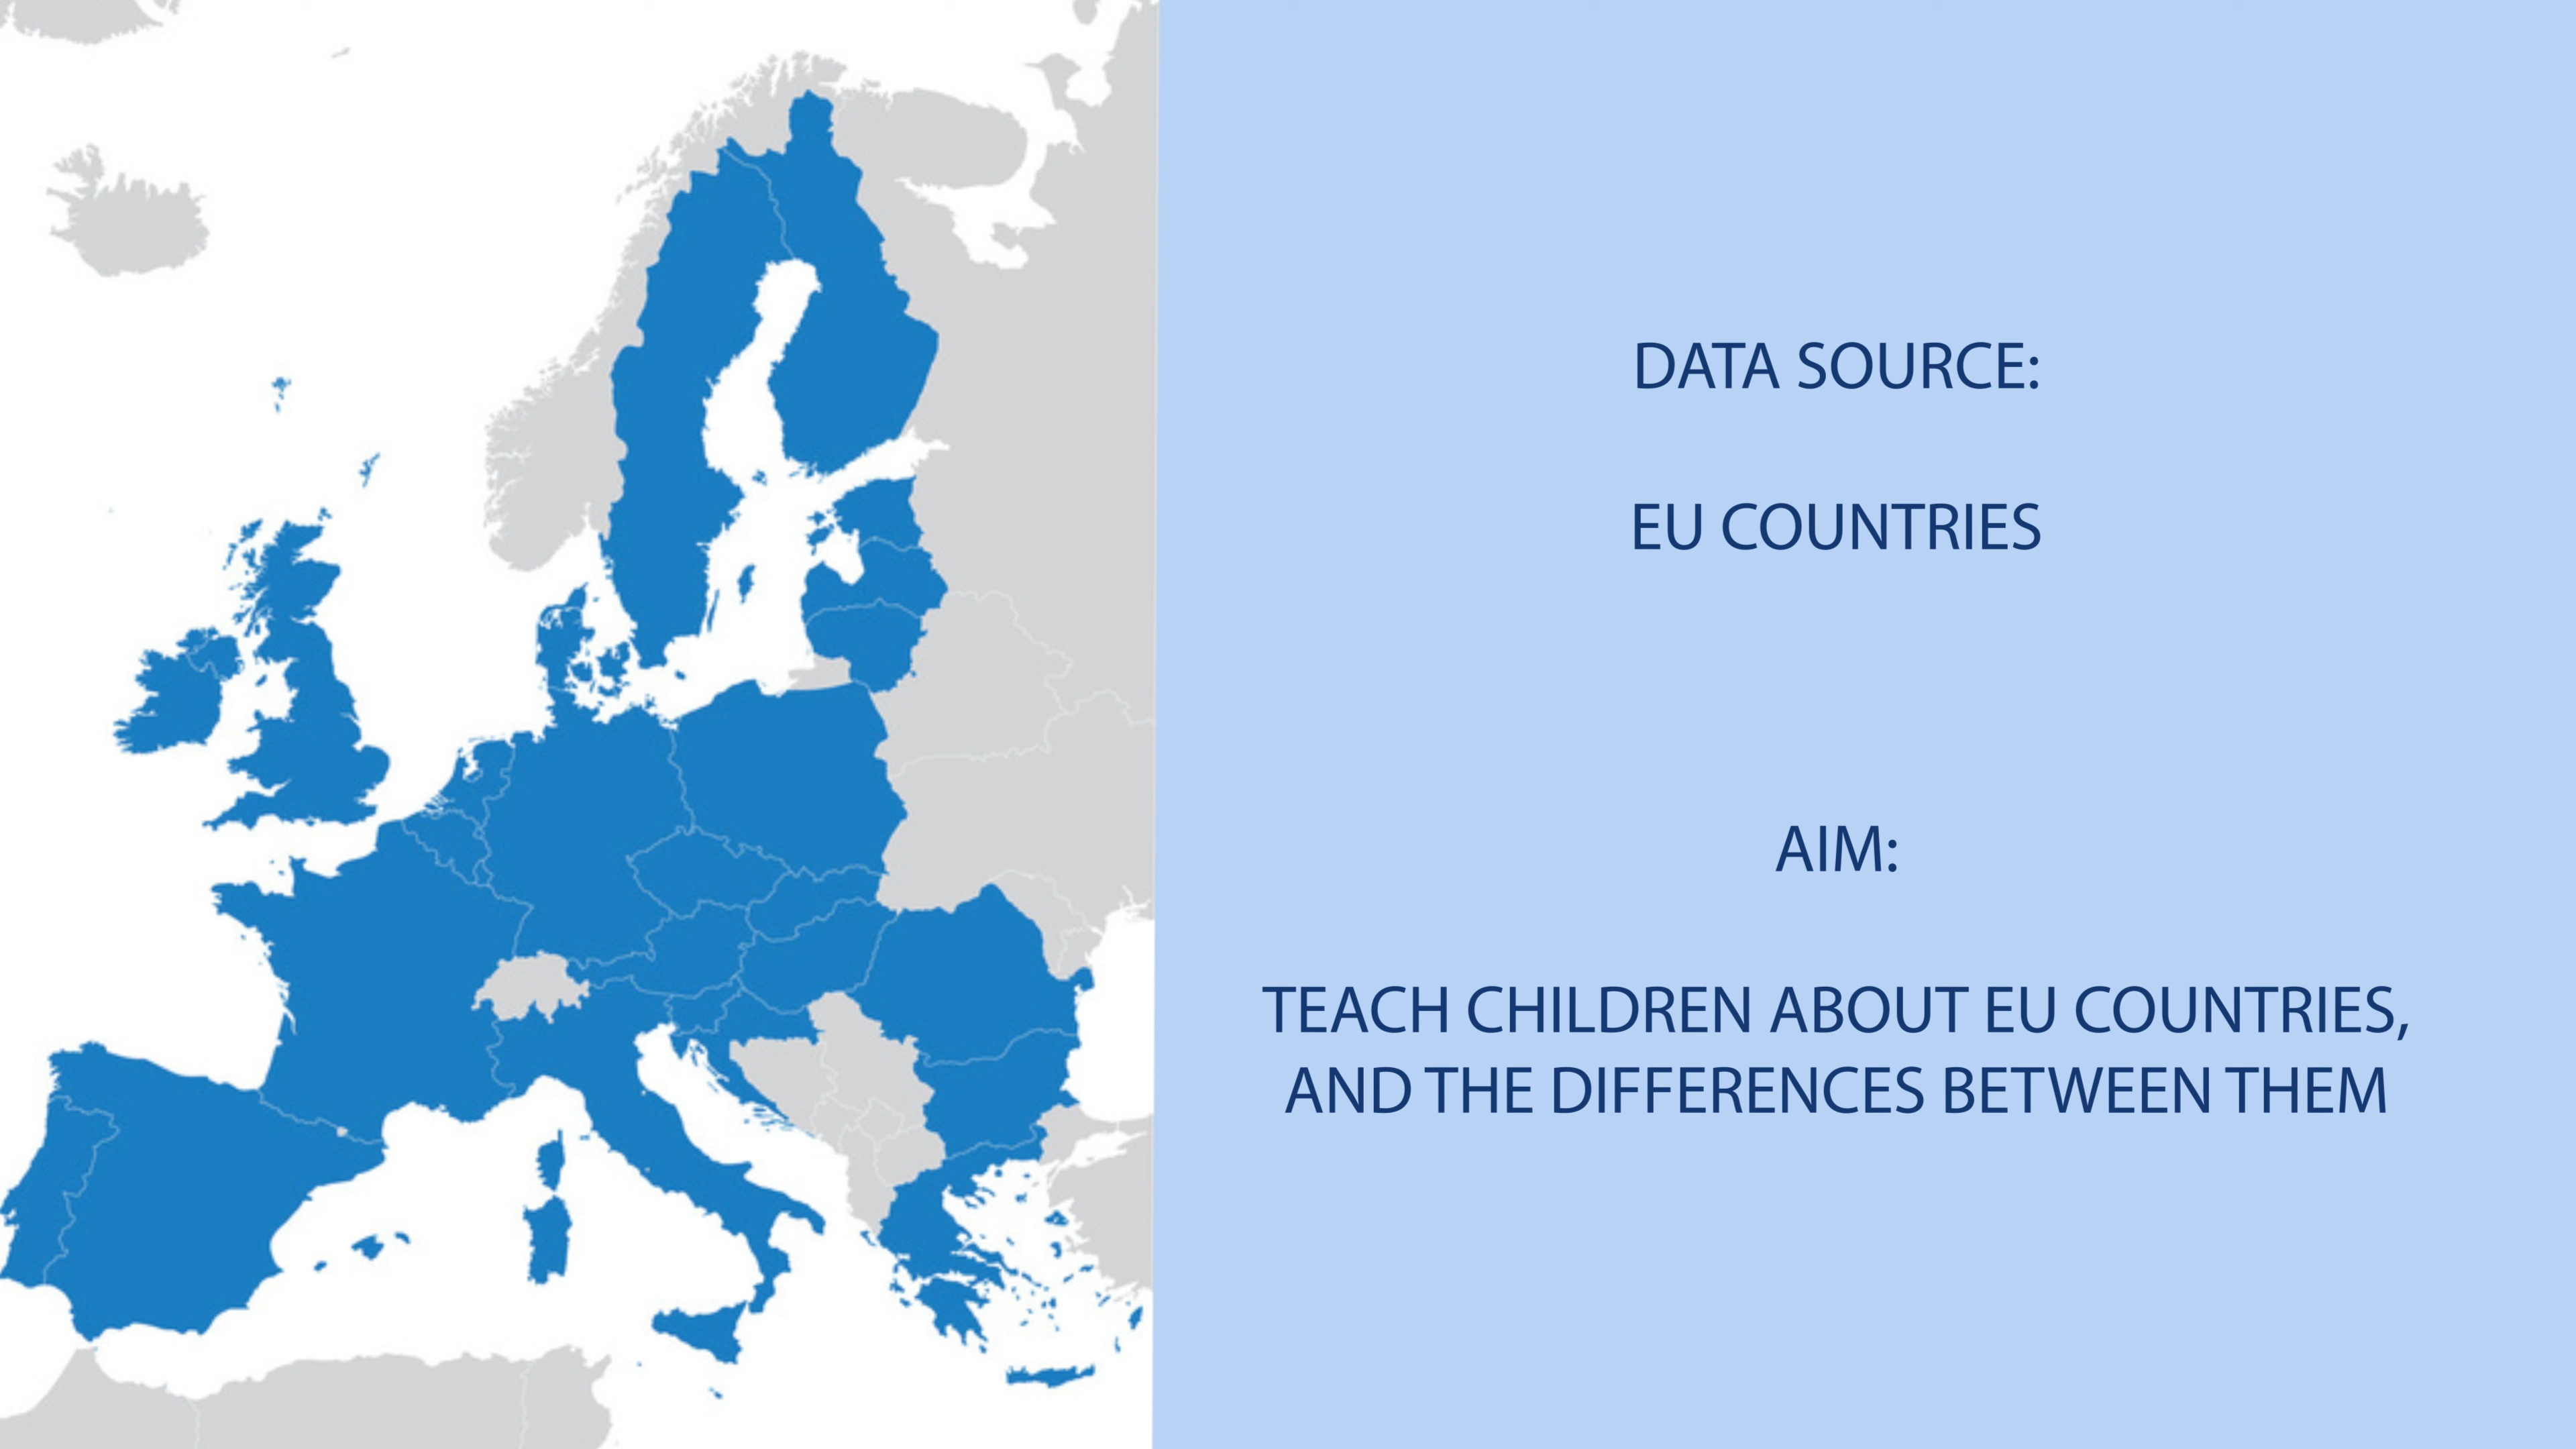 DATA SOURCE:
EU COUNTRIES
AIM:
TEACH CHILDREN ABOUT EU COUNTRIES,
AND THE DIFFERENCES BETWEEN THEM